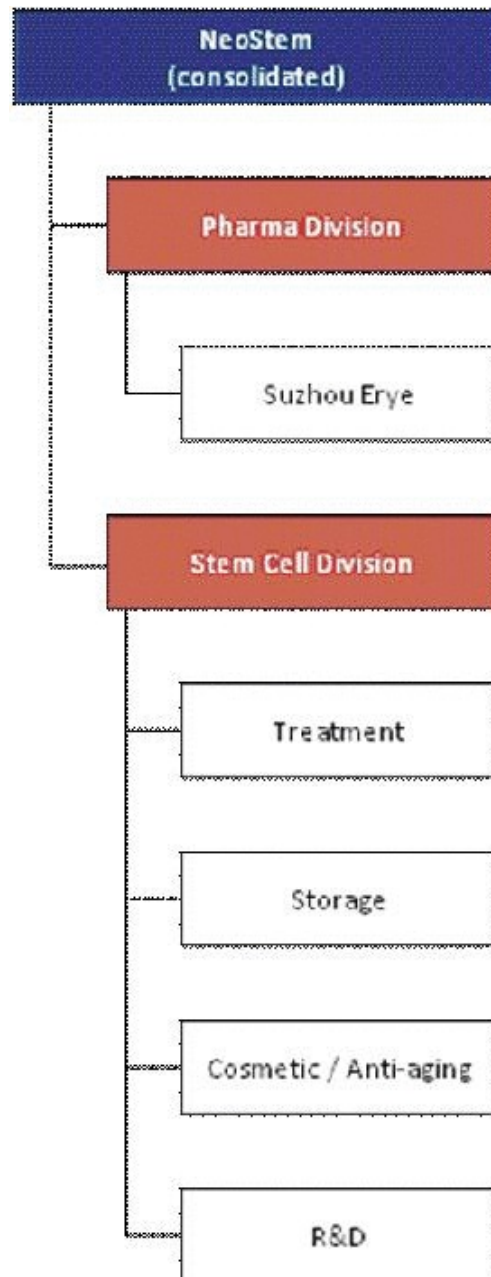 NeoStem
(consolidated)
Pharma Division
Suzhou Erye
Stem Cell Division
Treatment
Storage
Cosmetic / Anti-aging
R&D